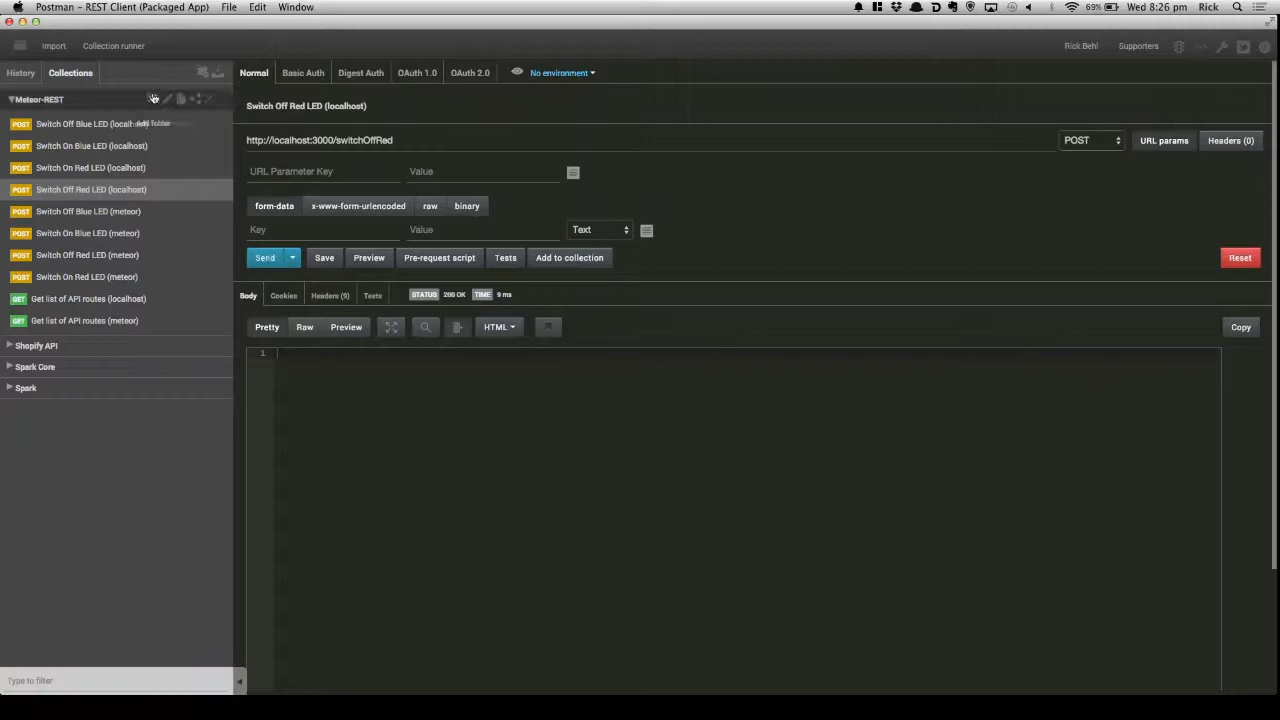 Postman - REST Client (Packaged App) File Edit Window 69% Wed 8:26 pm Rick
Import Collection runner Rick Behl Supporters
History Collections Normal Basic Auth Digest Auth OAuth 1.0 OAuth 2.0 No environment
Meteor-REST
Add folder
Switch Off Red LED (localhost)
POST Switch Off Blue LED (localhost)
POST Switch On Blue LED (localhost)
POST Switch On Red LED (localhost)
POST Switch Off Red LED (localhost)
POST Switch Off Blue LED (meteor)
POST Switch On Blue LED (meteor)
POST Switch Off Red LED (meteor)
POST Switch On Red LED (meteor)
GET Get list of API routes (localhost)
GET Get list of API routes (meteor)
Shopify API
Spark Core
Spark
Type to filter
http://localhost:3000/switchOffRed POST URL params Headers (0)
URL Parameter Key Value
form-data x-www-form-urlencoded raw binary
Key Value Text
Send Save Preview Pre-request script Tests Add to collection Reset
Body Cookies Headers (9) Tests STATUS 200 OK TIME 9 ms
Pretty Raw Preview HTML Copy
1